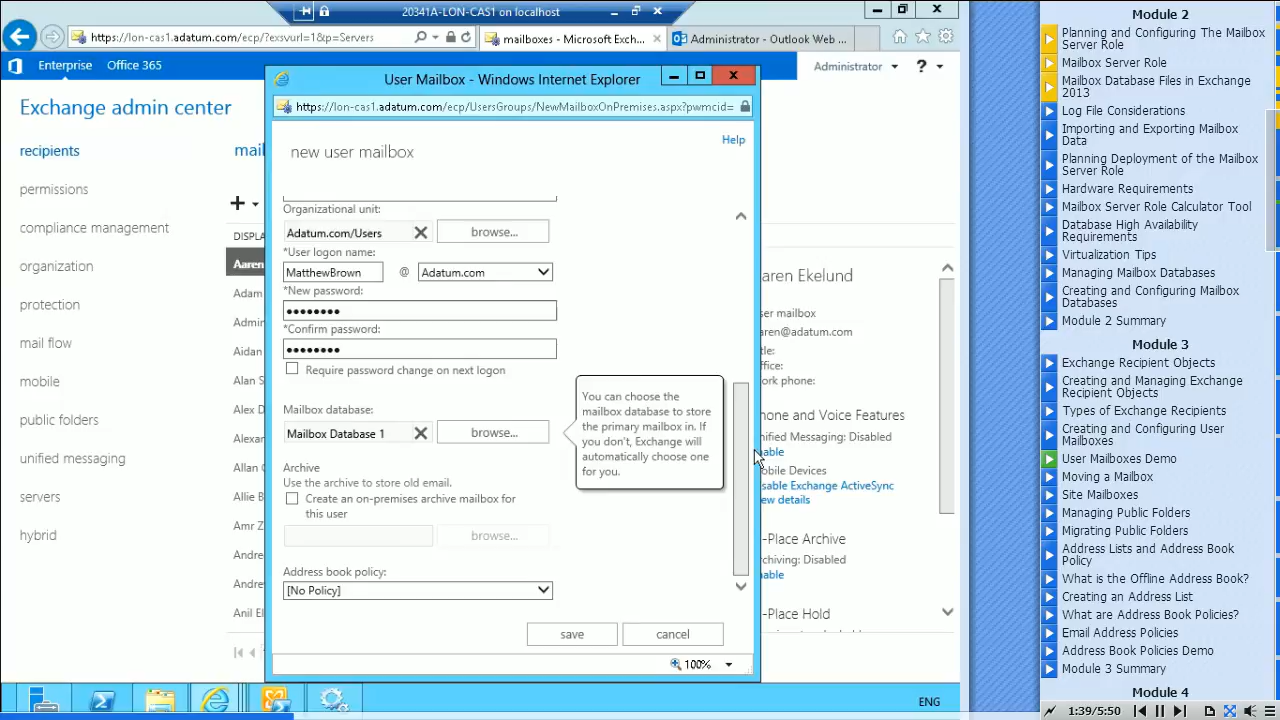 20341A-LON-CAS1 on localhost
https://lon-cas1.adatum.com/ecp/?exsvurl=1&p=Servers
mailboxes - Microsoft Exch...
Administrator - Outlook Web ...
Enterprise
Office 365
Administrator
?
Exchange admin center
recipients
permissions
compliance management
organization
protection
mail flow
mobile
public folders
unified messaging
servers
hybrid
mail
DISPLA
Aaren
Adam
Admin
Aidan
Alan S
Alex D
Allan
Allie B
Amr Z
Andre
Andre
Anil El
User Mailbox - Windows Internet Explorer
https://lon-cas1.adatum.com/ecp/UsersGroups/NewMailboxOnPremises.aspx?pwmcid=
Help
new user mailbox
Organizational unit:
Adatum.com/Users
browse...
*User logon name:
MatthewBrown
@
Adatum.com
*New password:
*Confirm password:
Require password change on next logon
Mailbox database:
Mailbox Database 1
browse...
You can choose the
mailbox database to store
the primary mailbox in. If
you don't, Exchange will
automatically choose one
for you.
Archive
Use the archive to store old email.
Create an on-premises archive mailbox for
this user
browse...
Address book policy:
[No Policy]
save
cancel
100%
aren Ekelund
ser mailbox
aren@adatum.com
tle:
ffice:
ork phone:
hone and Voice Features
nified Messaging: Disabled
able
obile Devices
sable Exchange ActiveSync
ew details
-Place Archive
rchiving: Disabled
able
-Place Hold
ENG
Module 2
Planning and Configuring The Mailbox
Server Role
Mailbox Server Role
Mailbox Database Files in Exchange
2013
Log File Considerations
Importing and Exporting Mailbox
Data
Planning Deployment of the Mailbox
Server Role
Hardware Requirements
Mailbox Server Role Calculator Tool
Database High Availability
Requirements
Virtualization Tips
Managing Mailbox Databases
Creating and Configuring Mailbox
Databases
Module 2 Summary
Module 3
Exchange Recipient Objects
Creating and Managing Exchange
Recipient Objects
Types of Exchange Recipients
Creating and Configuring User
Mailboxes
User Mailboxes Demo
Moving a Mailbox
Site Mailboxes
Managing Public Folders
Migrating Public Folders
Address Lists and Address Book
Policy
What is the Offline Address Book?
Creating an Address List
What are Address Book Policies?
Email Address Policies
Address Book Policies Demo
Module 3 Summary
Module 4
1:39/5:50